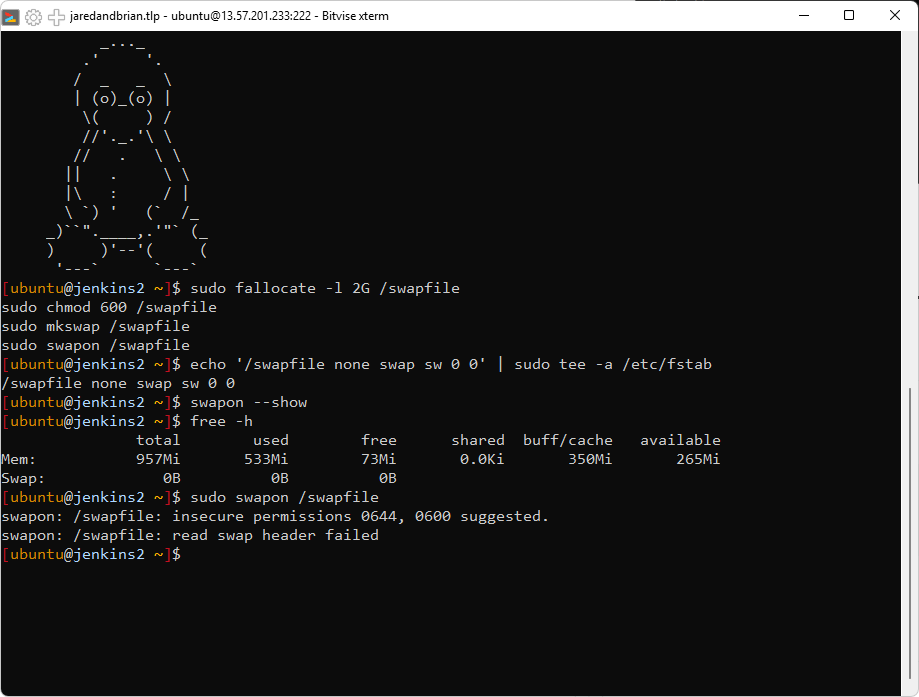 jaredandbrian.tlp - ubuntu@13.57.201.233:222 - Bitvise xterm
         _..._
       .'     '.
      /  _   _  \
      | (o)_(o) |
       \(     ) /
       //'._.'\ \
      //   .   \ \
     ||   .     \ \
     |\   :     / |
     \ `) '   (`  /_
   _)``".____,.'"` (_
   )     )'--'(     (
    '---`      `---`
[ubuntu@jenkins2 ~]$ sudo fallocate -l 2G /swapfile
sudo chmod 600 /swapfile
sudo mkswap /swapfile
sudo swapon /swapfile
[ubuntu@jenkins2 ~]$ echo '/swapfile none swap sw 0 0' | sudo tee -a /etc/fstab
/swapfile none swap sw 0 0
[ubuntu@jenkins2 ~]$ swapon --show
[ubuntu@jenkins2 ~]$ free -h
               total        used        free      shared  buff/cache   available
Mem:           957Mi       533Mi        73Mi       0.0Ki       350Mi       265Mi
Swap:             0B          0B          0B
[ubuntu@jenkins2 ~]$ sudo swapon /swapfile
swapon: /swapfile: insecure permissions 0644, 0600 suggested.
swapon: /swapfile: read swap header failed
[ubuntu@jenkins2 ~]$